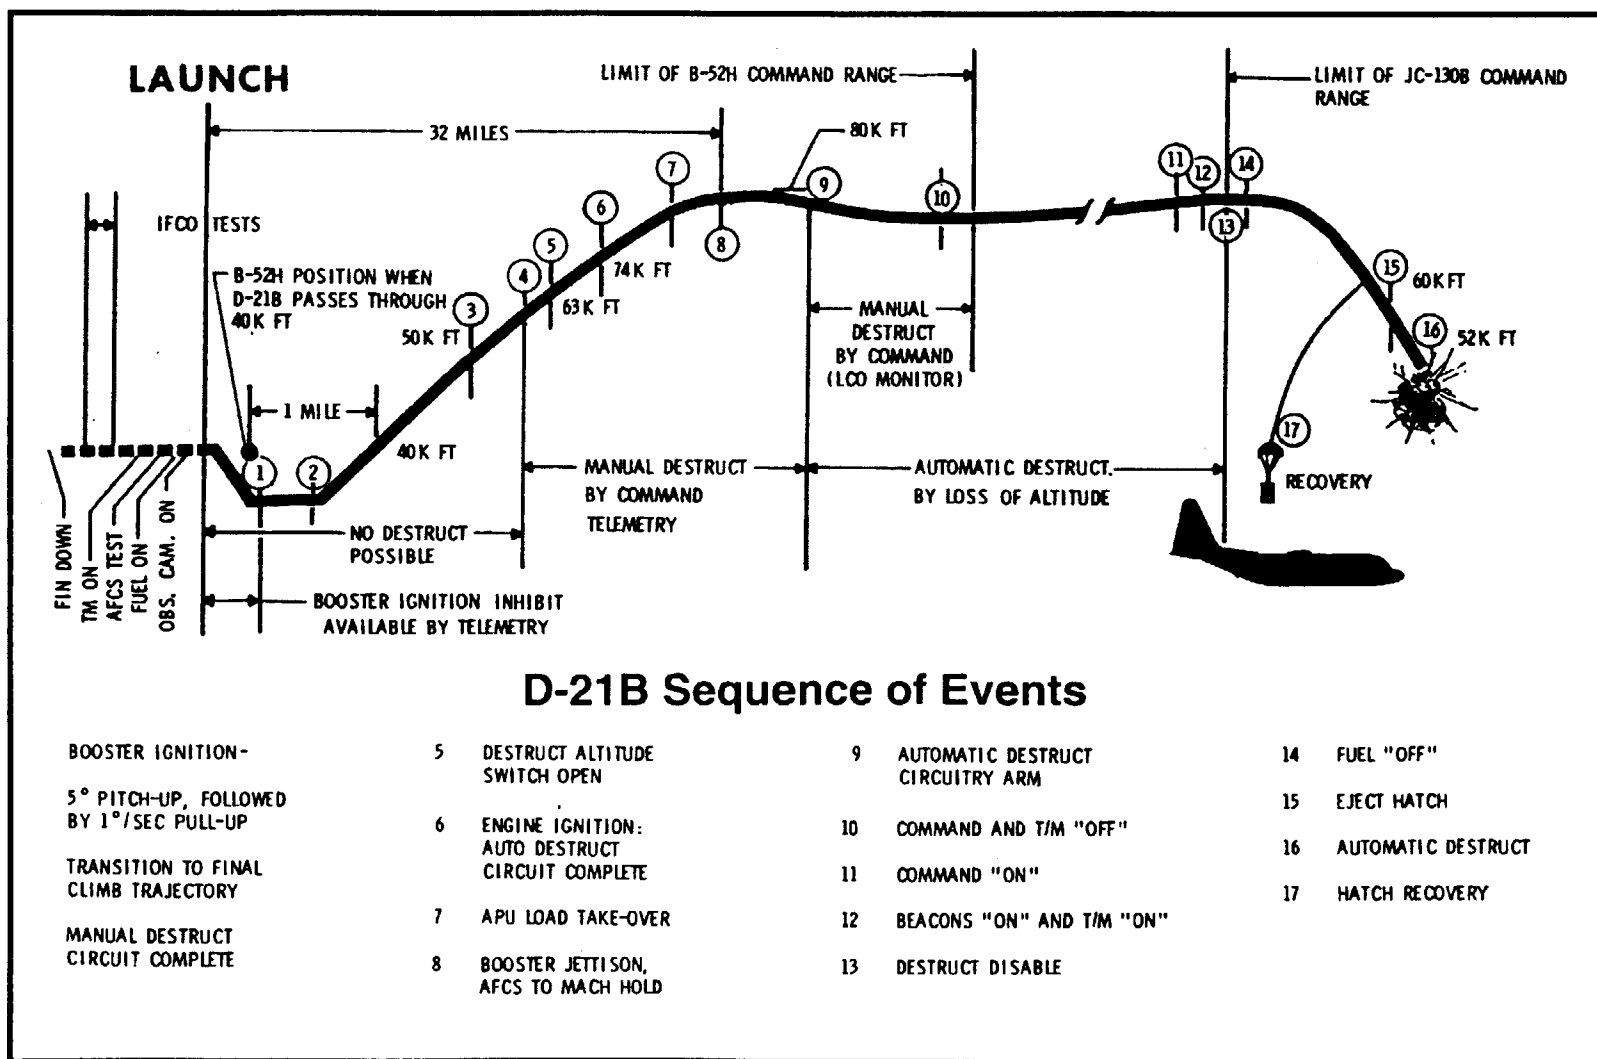 LAUNCH
LIMIT OF B-52H COMMAND RANGE
LIMIT OF JC-130B COMMAND
RANGE
32 MILES
80K FT
IFCO TESTS
B-52H POSITION WHEN
D-21B PASSES THROUGH
40K FT
1 MILE
1
2
3
4
5
6
7
8
9
10
11
12
13
14
15
16
17
40K FT
50K FT
63K FT
74K FT
60K FT
52K FT
MANUAL
DESTRUCT
BY COMMAND
(LCO MONITOR)
FIN DOWN
TM ON
AFCS TEST
FUEL ON
OBS. CAM. ON
NO DESTRUCT
POSSIBLE
MANUAL DESTRUCT
BY COMMAND
TELEMETRY
AUTOMATIC DESTRUCT.
BY LOSS OF ALTITUDE
RECOVERY
BOOSTER IGNITION INHIBIT
AVAILABLE BY TELEMETRY
D-21B Sequence of Events
BOOSTER IGNITION-
5° PITCH-UP, FOLLOWED
BY 1°/SEC PULL-UP
TRANSITION TO FINAL
CLIMB TRAJECTORY
MANUAL DESTRUCT
CIRCUIT COMPLETE
5 DESTRUCT ALTITUDE
SWITCH OPEN
6 ENGINE IGNITION:
AUTO DESTRUCT
CIRCUIT COMPLETE
7 APU LOAD TAKE-OVER
8 BOOSTER JETTISON,
AFCS TO MACH HOLD
9 AUTOMATIC DESTRUCT
CIRCUITRY ARM
10 COMMAND AND T/M "OFF"
11 COMMAND "ON"
12 BEACONS "ON" AND T/M "ON"
13 DESTRUCT DISABLE
14 FUEL "OFF"
15 EJECT HATCH
16 AUTOMATIC DESTRUCT
17 HATCH RECOVERY